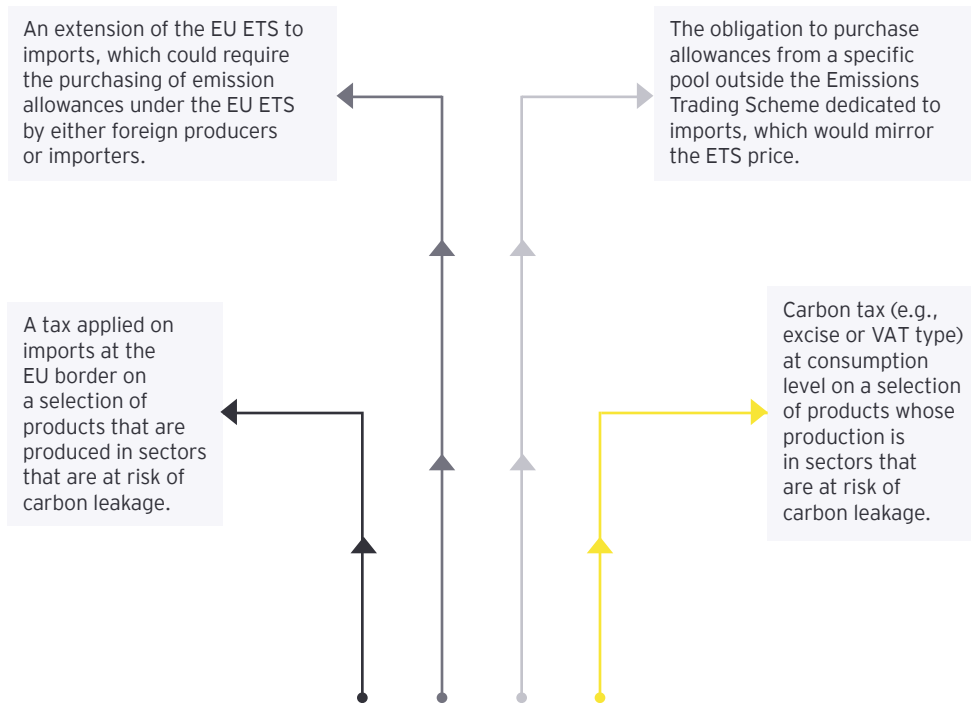 An extension of the EU ETS to
imports, which could require
the purchasing of emission
allowances under the EU ETS
by either foreign producers
or importers.
The obligation to purchase
allowances from a specific
pool outside the Emissions
Trading Scheme dedicated to
imports, which would mirror
the ETS price.
A tax applied on
imports at the
EU border on
a selection of
products that are
produced in sectors
that are at risk of
carbon leakage.
Carbon tax (e.g.,
excise or VAT type)
at consumption
level on a selection
of products whose
production is
in sectors that
are at risk of
carbon leakage.